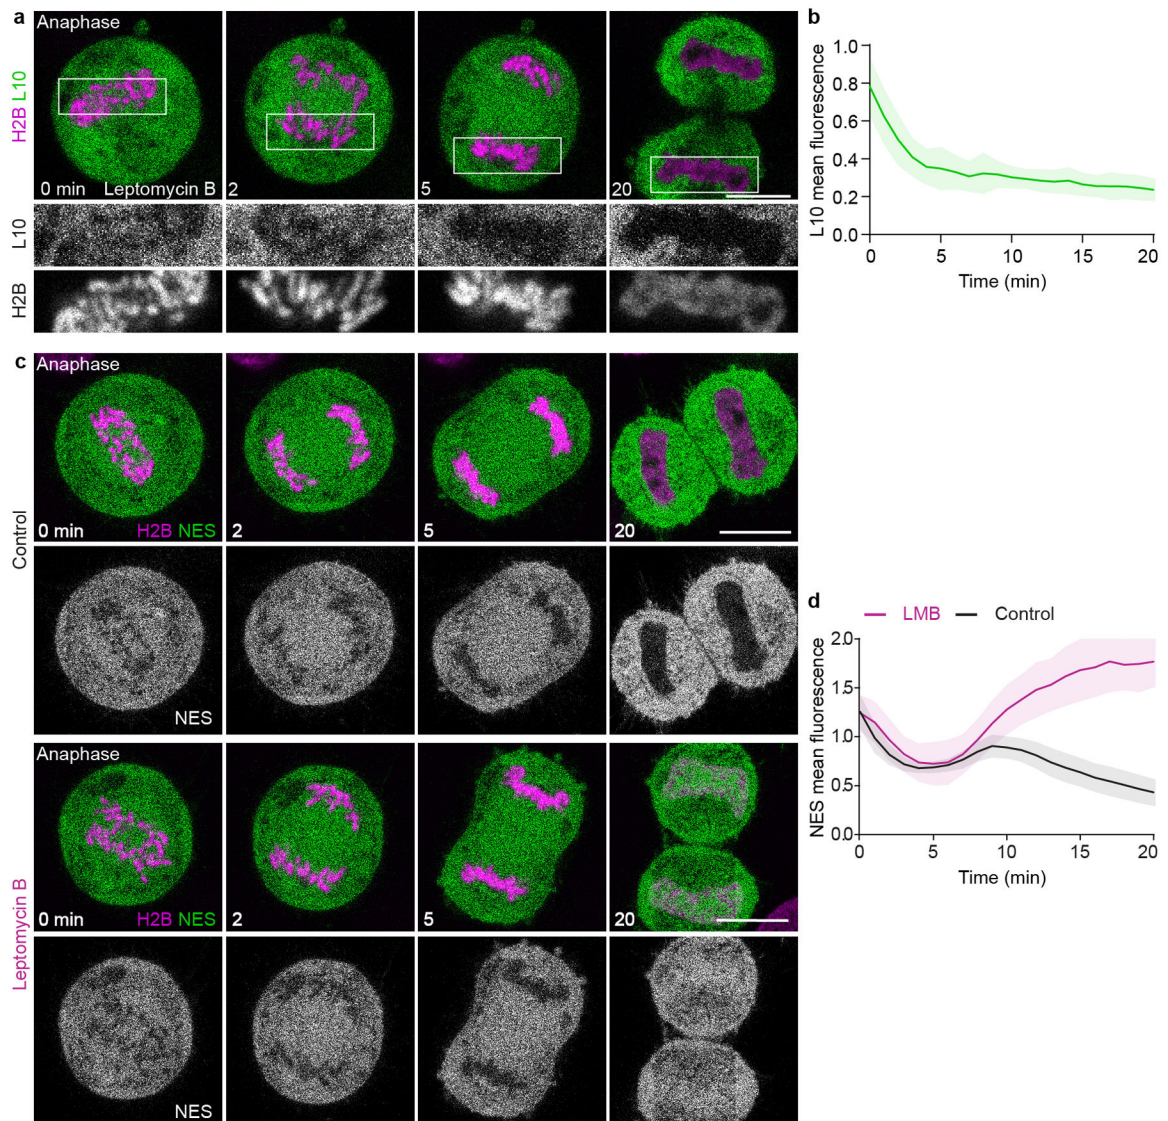 a
Anaphase
H2B L10
0 min
Leptomycin B
2
5
20
L10
H2B
b
L10 mean fluorescence
1.0
0.8
0.6
0.4
0.2
0.0
0 5 10 15 20
Time (min)
c
Anaphase
Control
0 min
H2B NES
2
5
20
NES
d
LMB Control
NES mean fluorescence
2.0
1.5
1.0
0.5
0.0
0 5 10 15 20
Time (min)
Anaphase
Leptomycin B
0 min
H2B NES
2
5
20
NES